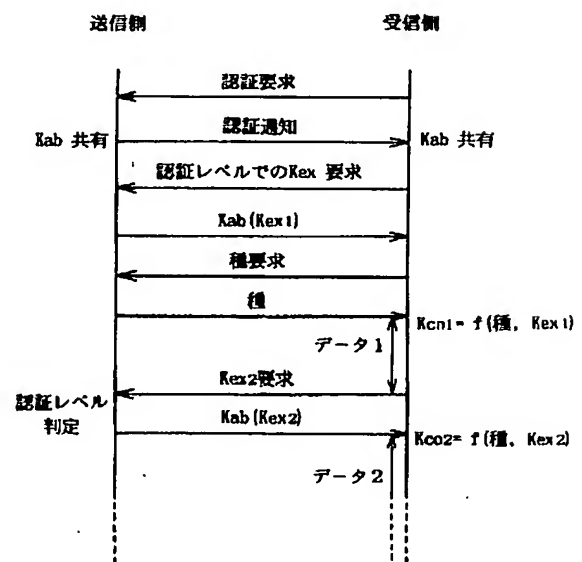 送信側
受信側
認証要求
認証通知
Kab 共有
Kab 共有
認証レベルでのKex 要求
Kab(Kex1)
種要求
種
Kcn1= f(種, Kex1)
データ1
Kex2要求
認証レベル
判定
Kab(Kex2)
Kco2= f(種, Kex2)
データ2